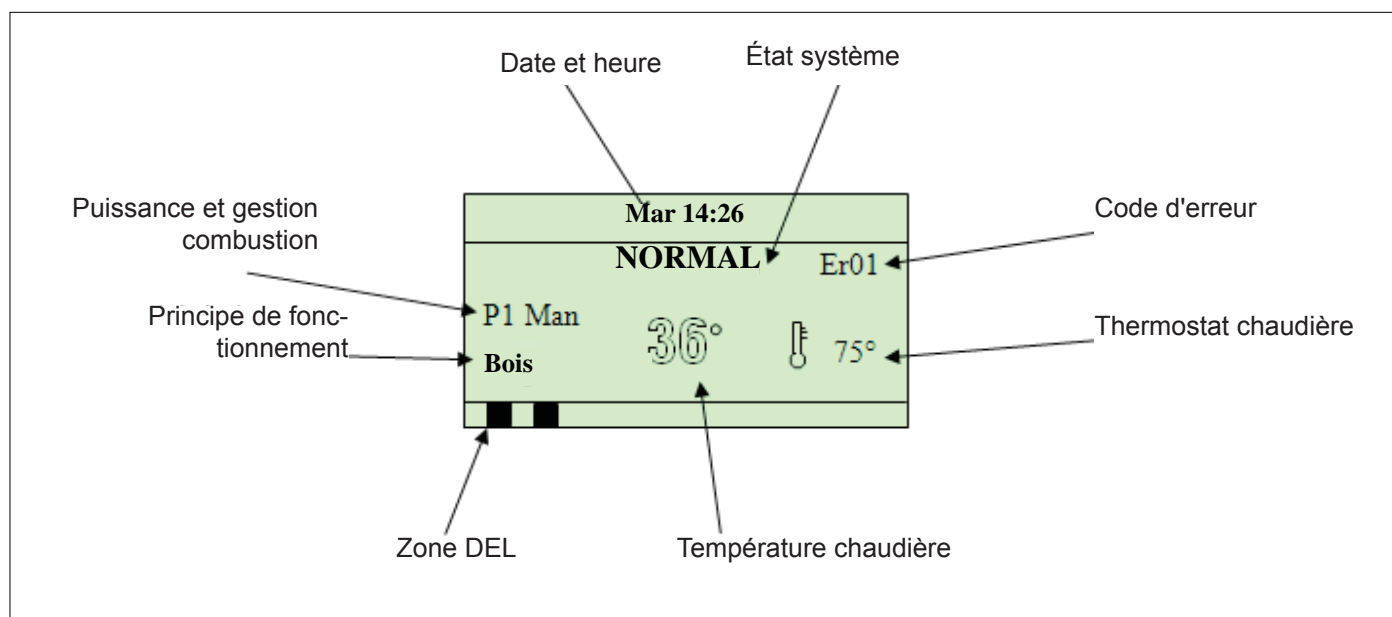 Date et heure
État système
Puissance et gestion
combustion
Principe de fonc-
tionnement
Mar 14:26
NORMAL
Er01
P1 Man
36°
75°
Bois
Code d'erreur
Thermostat chaudière
Zone DEL
Température chaudière